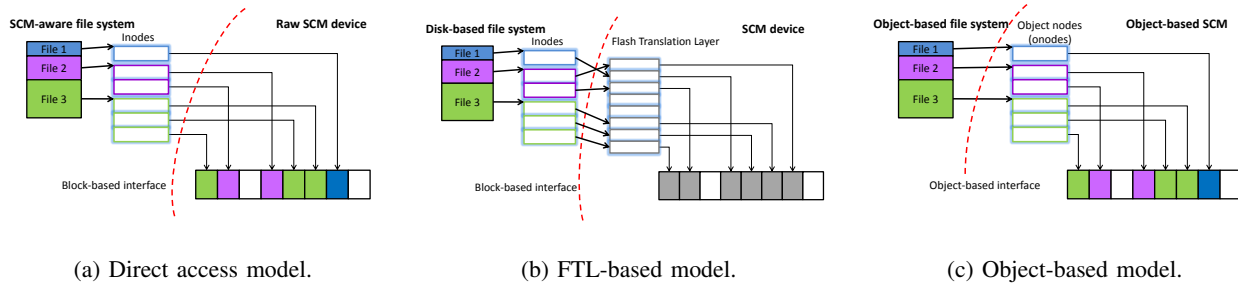 SCM-aware file system
Raw SCM device
Inodes
File 1
File 2
File 3
Block-based interface
(a) Direct access model.
Disk-based file system
SCM device
Inodes
Flash Translation Layer
File 1
File 2
File 3
Block-based interface
(b) FTL-based model.
Object-based file system
Object-based SCM
Object nodes
(onodes)
File 1
File 2
File 3
Object-based interface
(c) Object-based model.